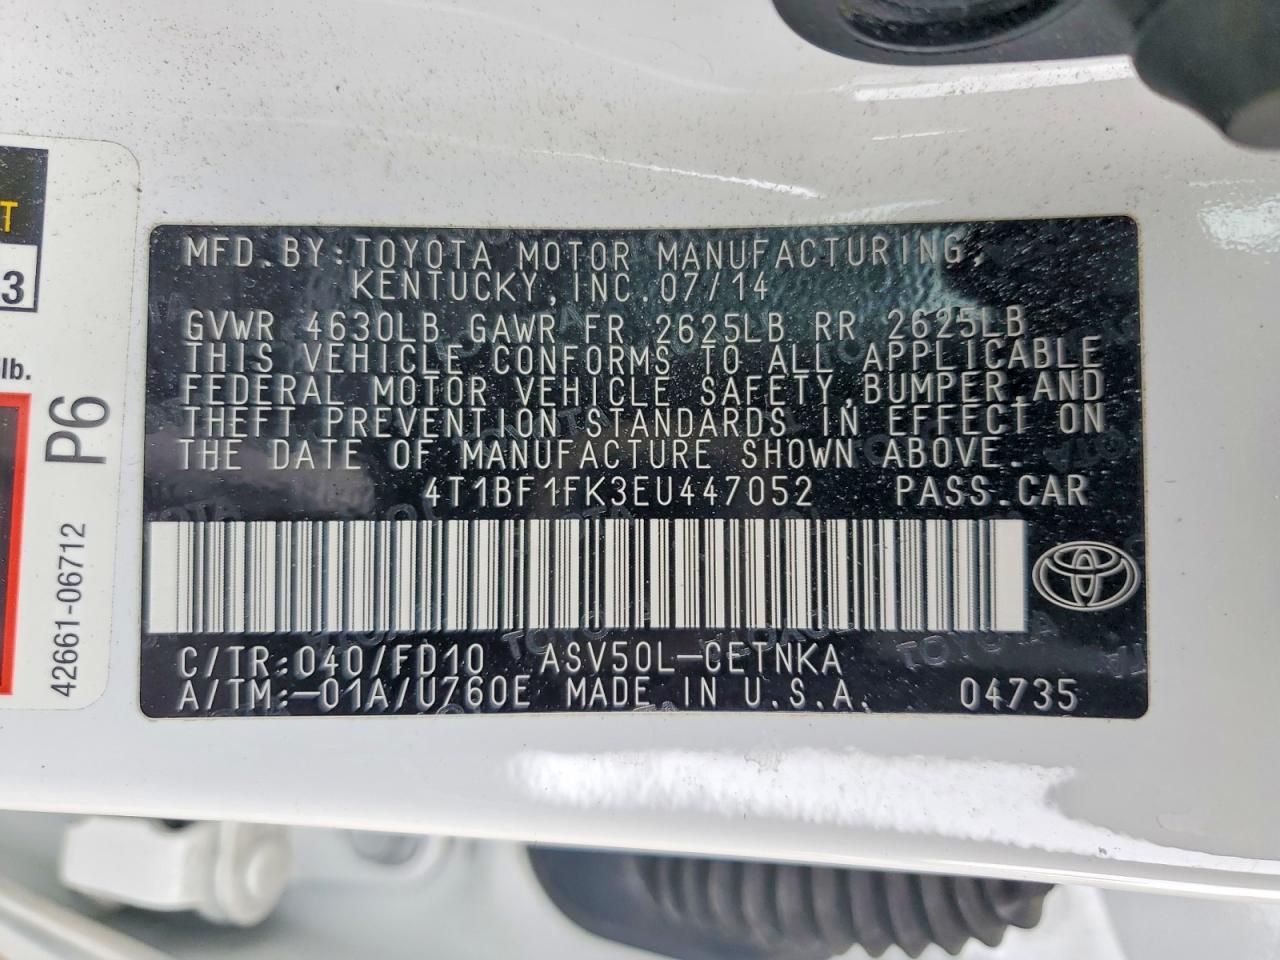 T
3
lb.
P6
42661-06712
MFD.BY:TOYOTA MOTOR MANUFACTURING,
KENTUCKY,INC.07/14
GVWR 4630LB GAWR FR 2625LB RR 2625LB
THIS VEHICLE CONFORMS TO ALL APPLICABLE
FEDERAL MOTOR VEHICLE SAFETY,BUMPER,AND
THEFT PREVENTION STANDARDS IN EFFECT ON
THE DATE OF MANUFACTURE SHOWN ABOVE.
4T1BF1FK3EU447052 PASS.CAR
C/TR:040/FD10 ASV50L-CETNKA
A/TM:-01A/U760E MADE IN U.S.A. 04735